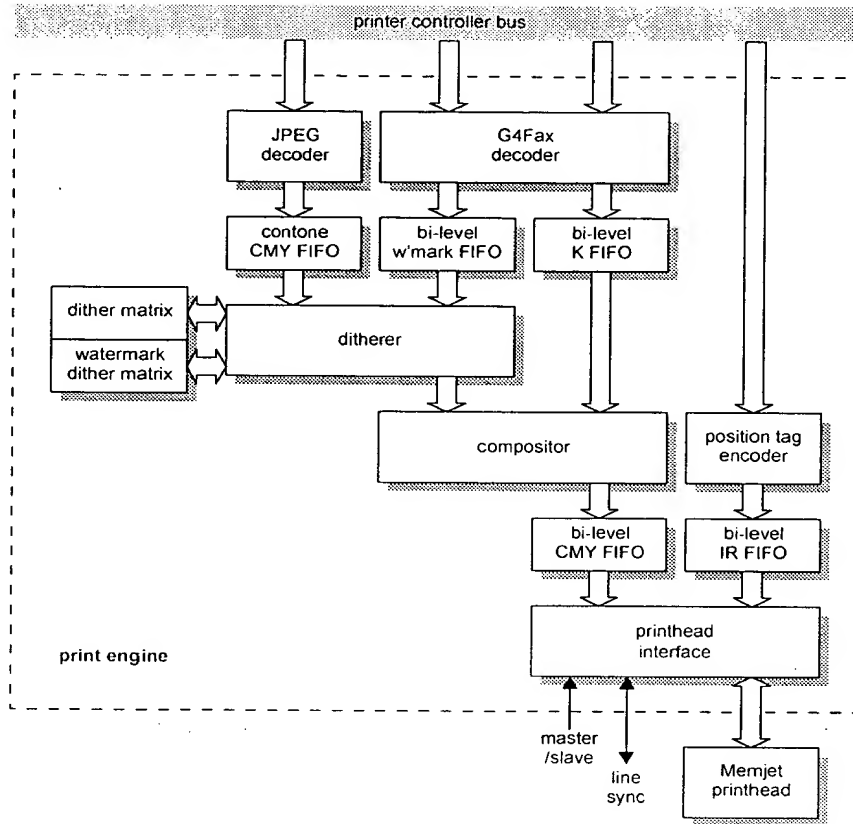 printer controller bus
JPEG
decoder
G4Fax
decoder
contone
CMY FIFO
bi-level
w'mark FIFO
bi-level
K FIFO
dither matrix
watermark
dither matrix
ditherer
compositor
position tag
encoder
bi-level
CMY FIFO
bi-level
IR FIFO
printhead
interface
print engine
master
/slave
line
sync
Memjet
printhead